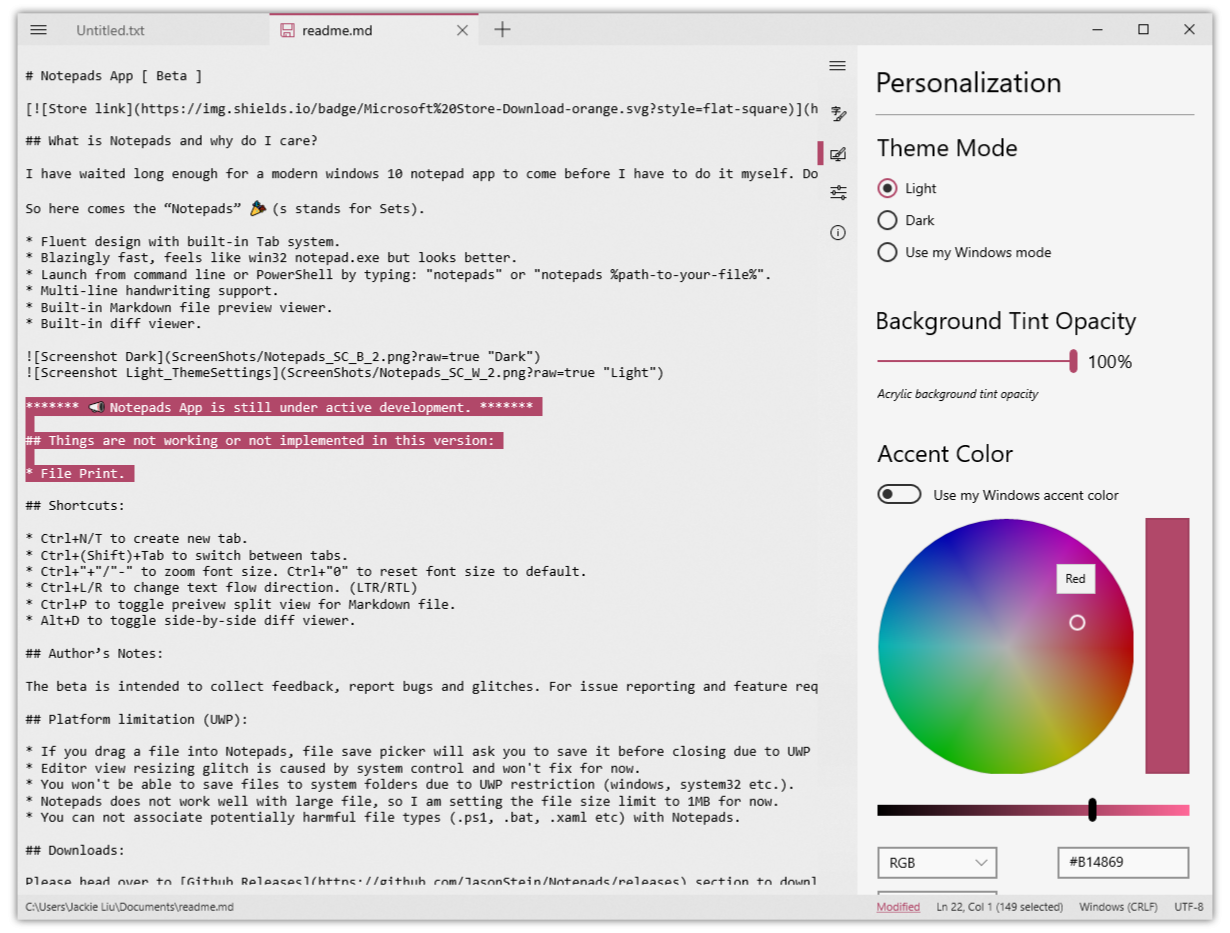 Untitled.txt
readme.md
# Notepads App [ Beta ]
[![Store link](https://img.shields.io/badge/Microsoft%20Store-Download-orange.svg?style=flat-square)](h
## What is Notepads and why do I care?
I have waited long enough for a modern windows 10 notepad app to come before I have to do it myself. Do
So here comes the “Notepads” 🎉 (s stands for Sets).
* Fluent design with built-in Tab system.
* Blazingly fast, feels like win32 notepad.exe but looks better.
* Launch from command line or PowerShell by typing: "notepads" or "notepads %path-to-your-file%".
* Multi-line handwriting support.
* Built-in Markdown file preview viewer.
* Built-in diff viewer.
![Screenshot Dark](ScreenShots/Notepads_SC_B_2.png?raw=true "Dark")
![Screenshot Light_ThemeSettings](ScreenShots/Notepads_SC_W_2.png?raw=true "Light")
******* 📢 Notepads App is still under active development. *******
## Things are not working or not implemented in this version:
* File Print.
## Shortcuts:
* Ctrl+N/T to create new tab.
* Ctrl+(Shift)+Tab to switch between tabs.
* Ctrl+"+"/"-" to zoom font size. Ctrl+"0" to reset font size to default.
* Ctrl+L/R to change text flow direction. (LTR/RTL)
* Ctrl+P to toggle preivew split view for Markdown file.
* Alt+D to toggle side-by-side diff viewer.
## Author’s Notes:
The beta is intended to collect feedback, report bugs and glitches. For issue reporting and feature req
## Platform limitation (UWP):
* If you drag a file into Notepads, file save picker will ask you to save it before closing due to UWP
* Editor view resizing glitch is caused by system control and won't fix for now.
* You won't be able to save files to system folders due to UWP restriction (windows, system32 etc.).
* Notepads does not work well with large file, so I am setting the file size limit to 1MB for now.
* You can not associate potentially harmful file types (.ps1, .bat, .xaml etc) with Notepads.
## Downloads:
Please head over to [Github Releases](https://github.com/JasonStein/Notepads/releases) section to downl
Personalization
Theme Mode
Light
Dark
Use my Windows mode
Background Tint Opacity
100%
Acrylic background tint opacity
Accent Color
Use my Windows accent color
Red
RGB
#B14869
C:\Users\Jackie Liu\Documents\readme.md
Modified
Ln 22, Col 1 (149 selected)
Windows (CRLF)
UTF-8